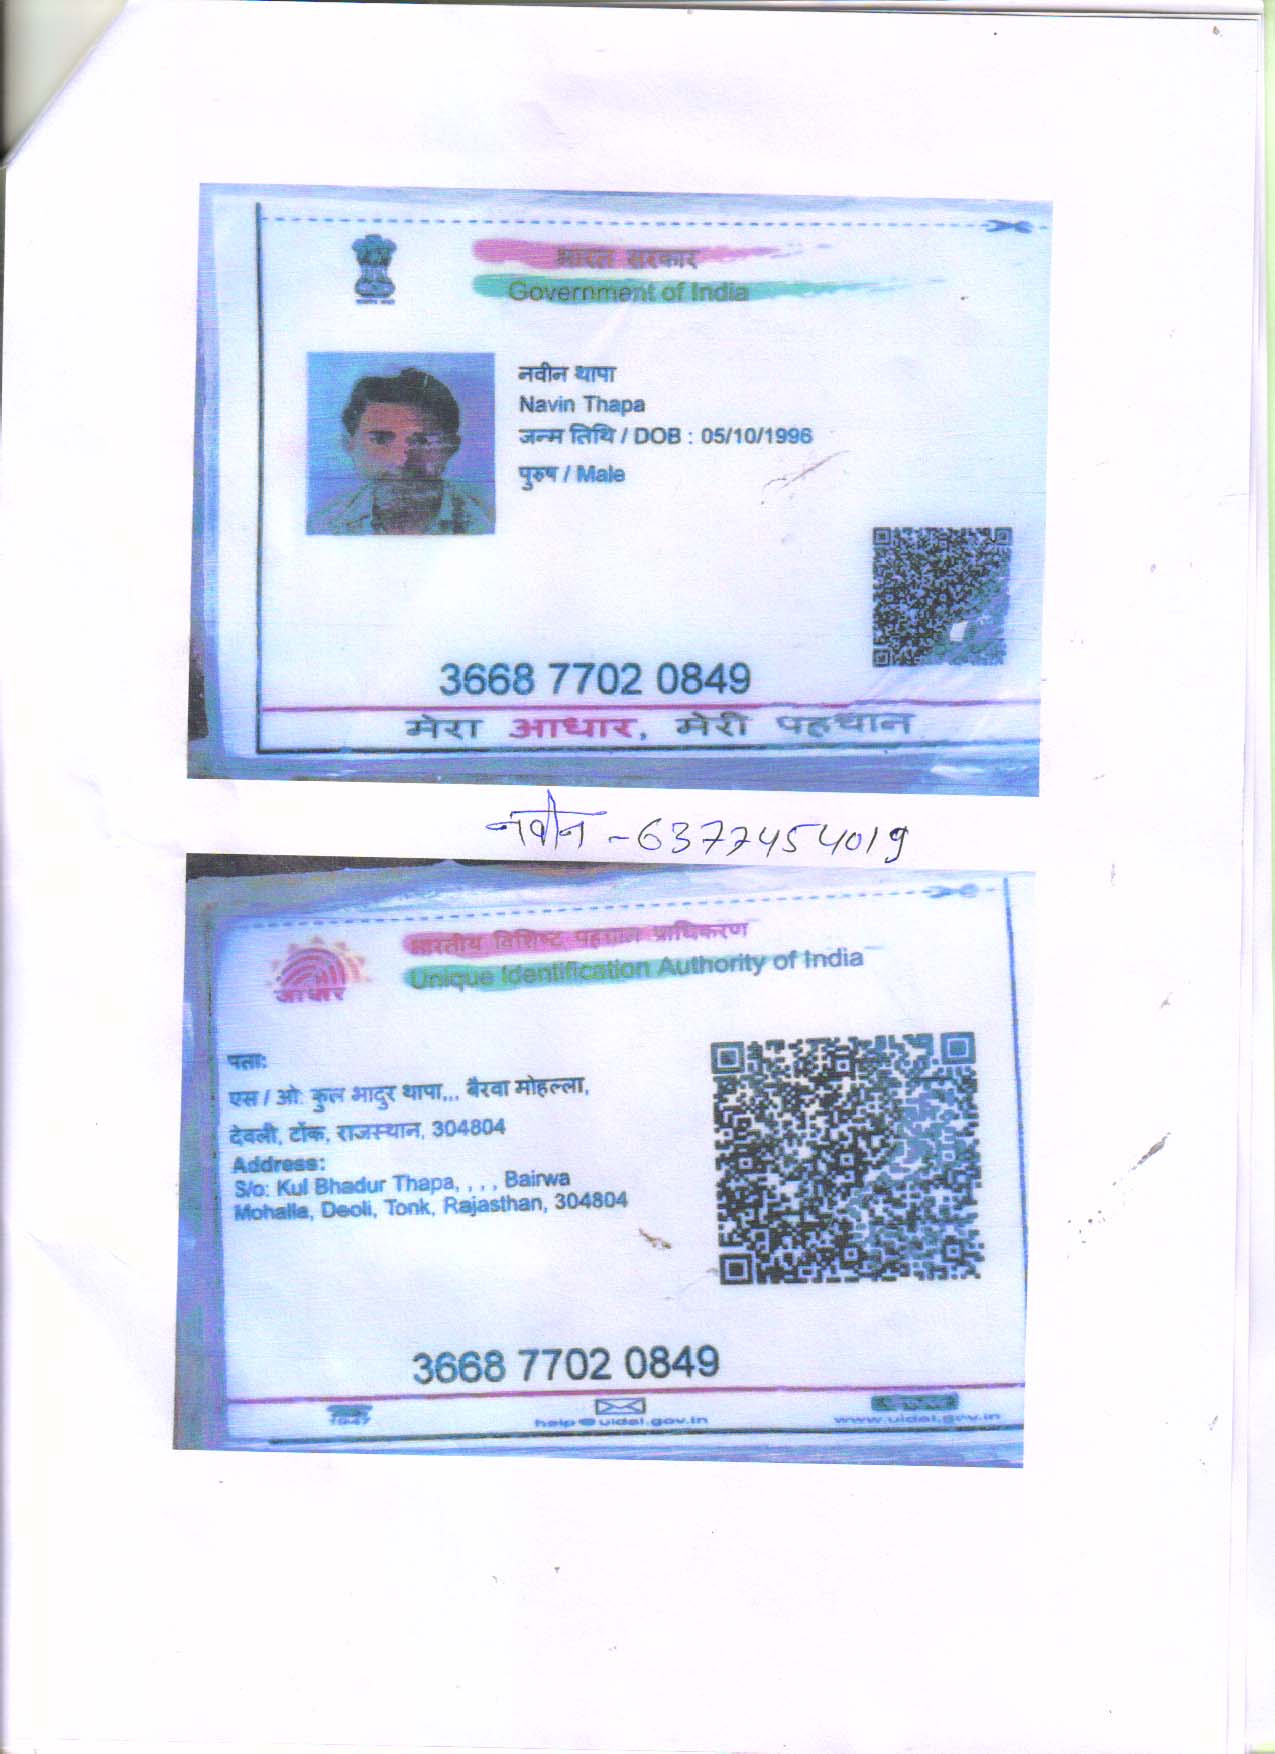 भारत सरकार
Government of India
नवीन थापा
Navin Thapa
जन्म तिथि / DOB : 05/10/1996
पुरुष / Male
3668 7702 0849
मेरा आधार, मेरी पहचान
नवीन - 6377454019
भारतीय विशिष्ट पहचान प्राधिकरण
Unique Identification Authority of India
आधार
पता:
एस / ओ: कुल भादुर थापा,,, बैरवा मोहल्ला,
देवली, टोंक, राजस्थान, 304804
Address:
S/o: Kul Bhadur Thapa, , , , Bairwa
Mohalla, Deoli, Tonk, Rajasthan, 304804
3668 7702 0849
1947
help@uidai.gov.in
www.uidai.gov.in